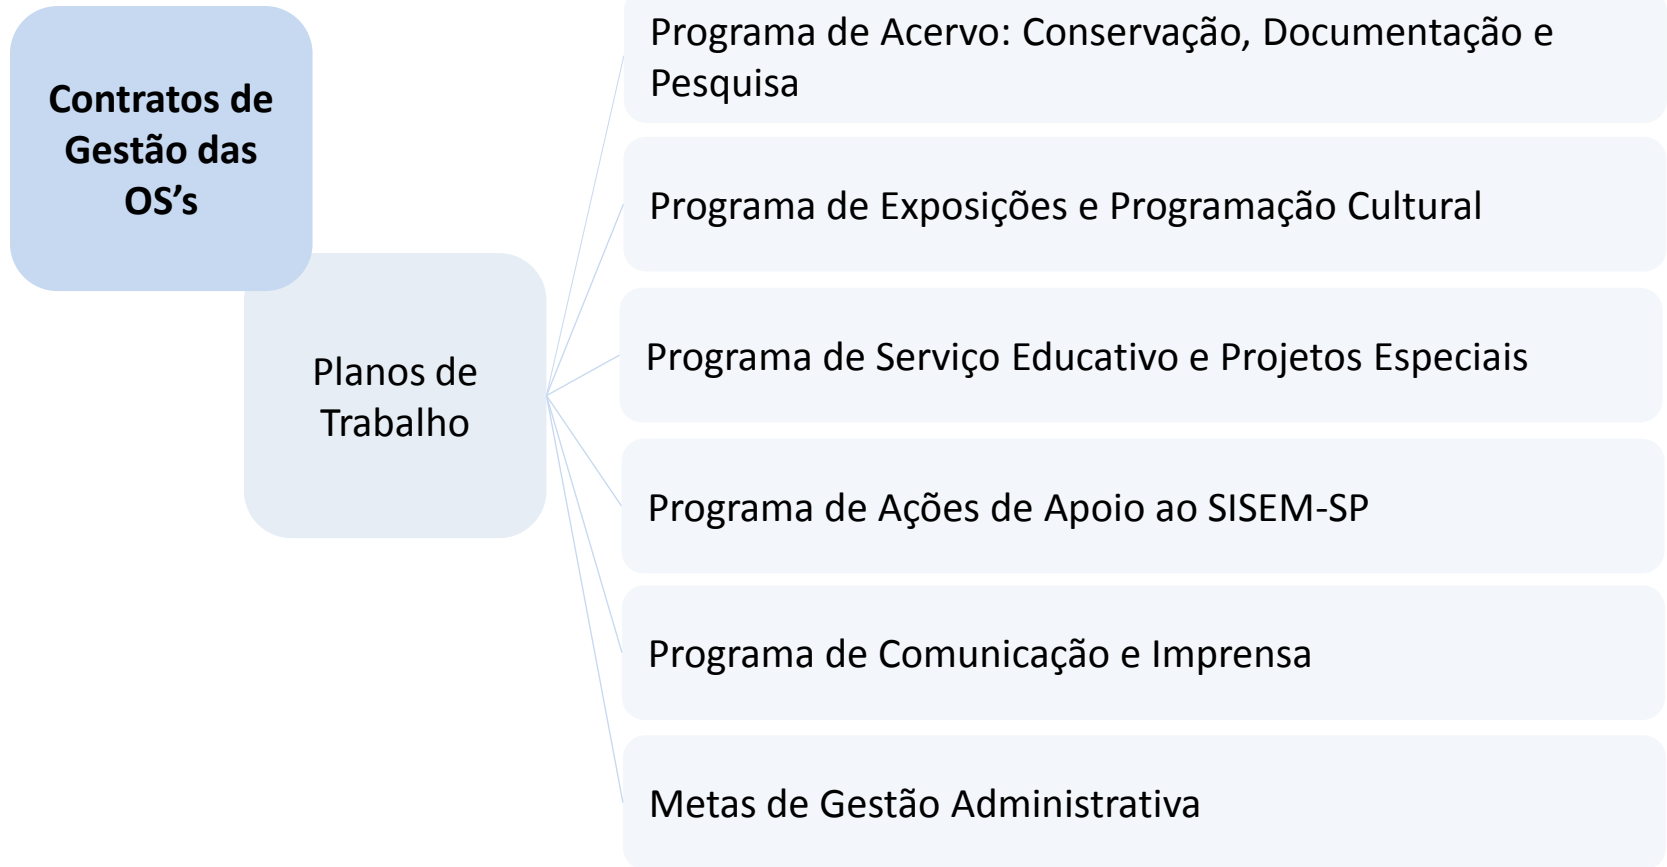 Contratos de
Gestão das
OS’s
Planos de
Trabalho
Programa de Acervo: Conservação, Documentação e
Pesquisa
Programa de Exposições e Programação Cultural
Programa de Serviço Educativo e Projetos Especiais
Programa de Ações de Apoio ao SISEM-SP
Programa de Comunicação e Imprensa
Metas de Gestão Administrativa